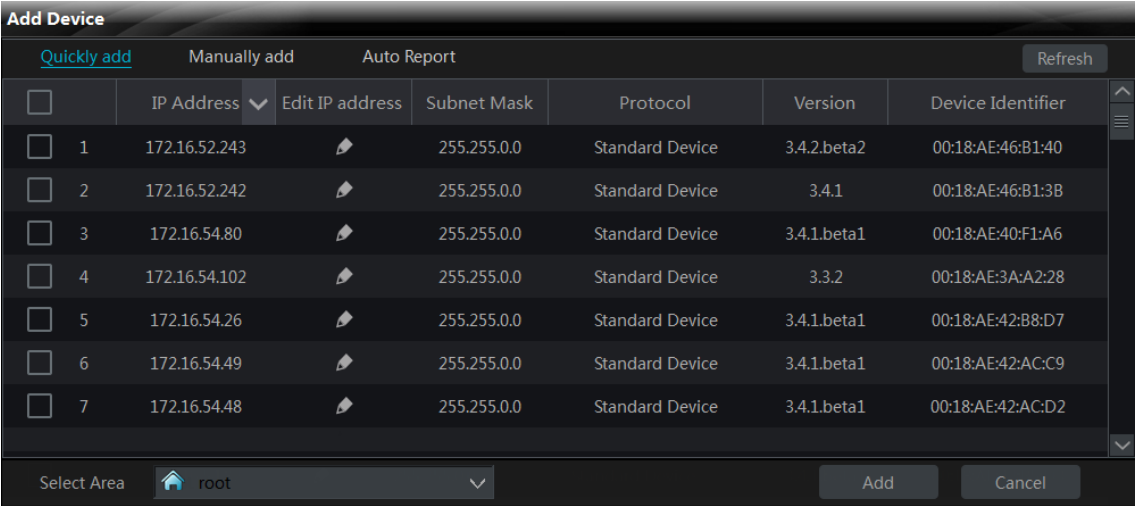 Add Device
Quickly add Manually add Auto Report Refresh
IP Address Edit IP address Subnet Mask Protocol Version Device Identifier
1 172.16.52.243 255.255.0.0 Standard Device 3.4.2.beta2 00:18:AE:46:B1:40
2 172.16.52.242 255.255.0.0 Standard Device 3.4.1 00:18:AE:46:B1:3B
3 172.16.54.80 255.255.0.0 Standard Device 3.4.1.beta1 00:18:AE:40:F1:A6
4 172.16.54.102 255.255.0.0 Standard Device 3.3.2 00:18:AE:3A:A2:28
5 172.16.54.26 255.255.0.0 Standard Device 3.4.1.beta1 00:18:AE:42:B8:D7
6 172.16.54.49 255.255.0.0 Standard Device 3.4.1.beta1 00:18:AE:42:AC:C9
7 172.16.54.48 255.255.0.0 Standard Device 3.4.1.beta1 00:18:AE:42:AC:D2
Select Area root Add Cancel